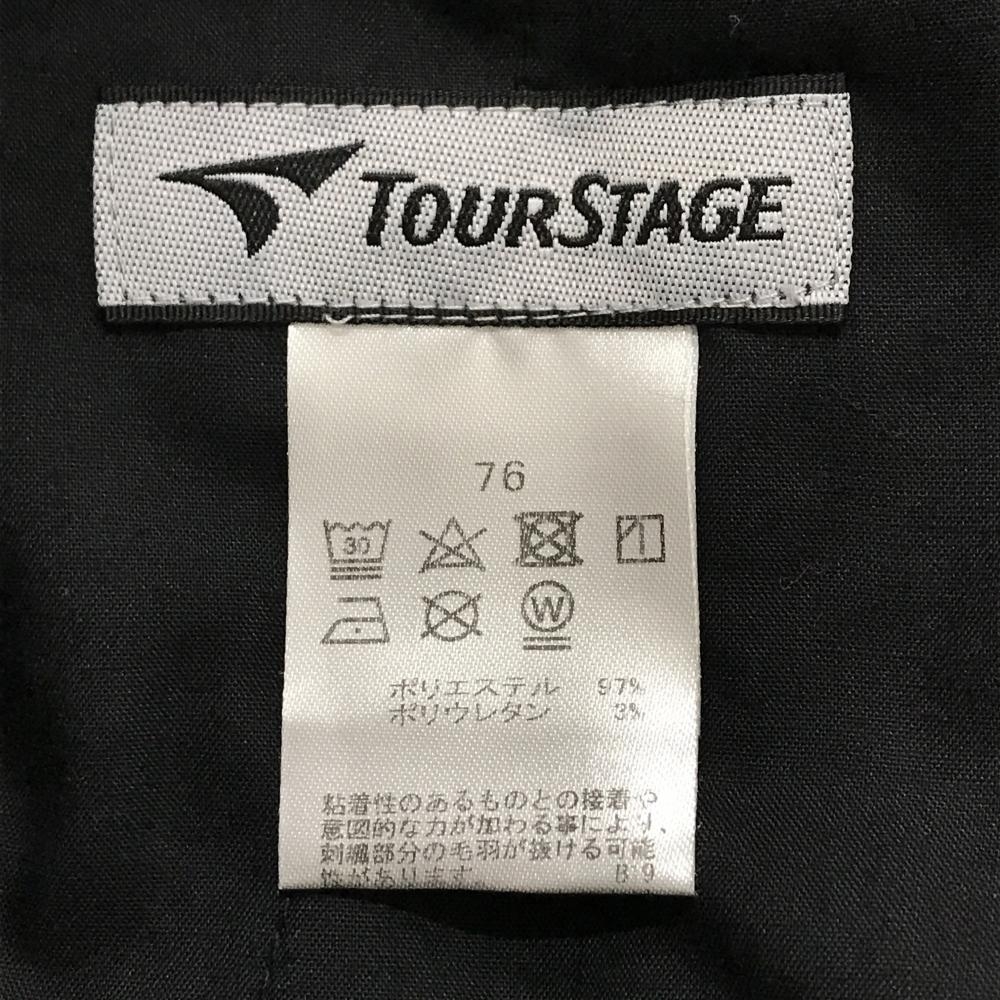 TOURSTAGE
76
30
W
ポリエステル 97%
ポリウレタン 3%
粘着性のあるものとの接着や
意図的な力が加わる事により、
刺繍部分の毛羽が抜ける可能
性があります B 9